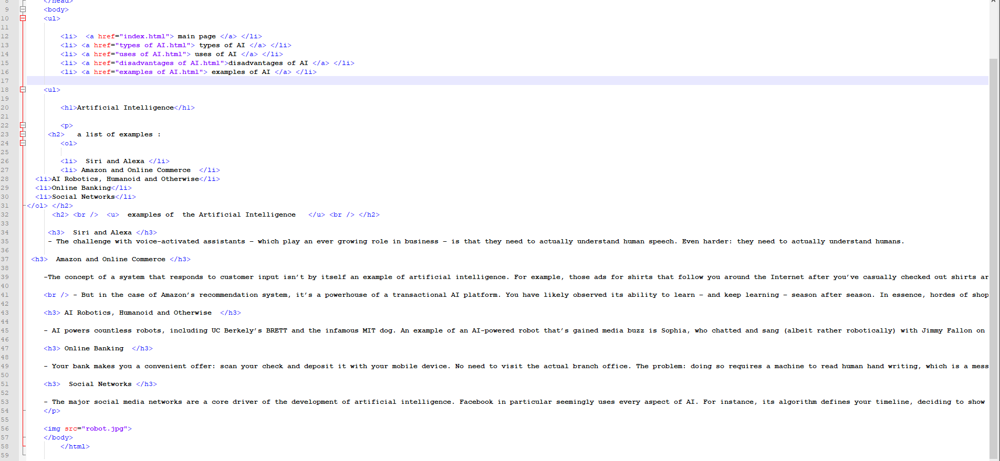 8 </head>
9 <body>
10 <ul>
11
12 <li>  <a href="index.html"> main page </a> </li>
13 <li> <a href="types of AI.html"> types of AI </a> </li>
14 <li> <a href="uses of AI.html"> uses of AI </a> </li>
15 <li> <a href="disadvantages of AI.html">disadvantages of AI </a> </li>
16 <li> <a href="examples of AI.html"> examples of AI </a> </li>
17
18 <ul>
19
20 <h1>Artificial Intelligence</h1>
21
22 <p>
23 <h2>   a list of examples :
24 <ol>
25
26 <li>  Siri and Alexa </li>
27 <li> Amazon and Online Commerce  </li>
28 <li>AI Robotics, Humanoid and Otherwise</li>
29 <li>Online Banking</li>
30 <li>Social Networks</li>
31 </ol> </h2>
32 <h2> <br />  <u>  examples of  the Artificial Intelligence   </u> <br /> </h2>
33
34 <h3>  Siri and Alexa </h3>
35 - The challenge with voice-activated assistants – which play an ever growing role in business – is that they need to actually understand human speech. Even harder: they need to actually understand humans.
36
37 <h3>  Amazon and Online Commerce </h3>
38
39 -The concept of a system that responds to customer input isn’t by itself an example of artificial intelligence. For example, those ads for shirts that follow you around the Internet after you’ve casually checked out shirts ar
40
41 <br /> - But in the case of Amazon’s recommendation system, it’s a powerhouse of a transactional AI platform. You have likely observed its ability to learn – and keep learning – season after season. In essence, hordes of shop
42
43 <h3> AI Robotics, Humanoid and Otherwise  </h3>
44
45 - AI powers countless robots, including UC Berkely’s BRETT and the infamous MIT dog. An example of an AI-powered robot that’s gained media buzz is Sophia, who chatted and sang (albeit rather robotically) with Jimmy Fallon on
46
47 <h3> Online Banking  </h3>
48
49 - Your bank makes you a convenient offer: scan your check and deposit it with your mobile device. No need to visit the actual branch office. The problem: doing so requires a machine to read human hand writing, which is a mess
50
51 <h3>  Social Networks </h3>
52
53 - The major social media networks are a core driver of the development of artificial intelligence. Facebook in particular seemingly uses every aspect of AI. For instance, its algorithm defines your timeline, deciding to show
54 </p>
55
56 <img src="robot.jpg">
57 </body>
58 </html>
59